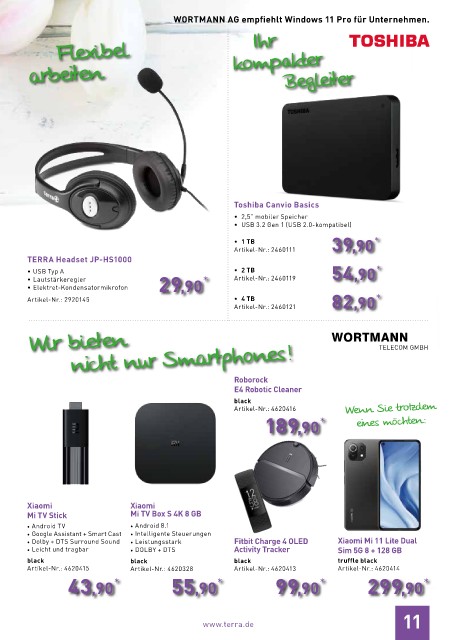 WORTMANN AG empfiehlt Windows 11 Pro für Unternehmen.
Flexibel
arbeiten
Ihr
kompakter
Begleiter
TOSHIBA
TOSHIBA
Toshiba Canvio Basics
• 2,5" mobiler Speicher
• USB 3.2 Gen 1 (USB 2.0-kompatibel)
• 1 TB
Artikel-Nr.: 2460111
39,90*
• 2 TB
Artikel-Nr.: 2460119
54,90*
• 4 TB
Artikel-Nr.: 2460121
82,90*
TERRA Headset JP-HS1000
• USB Typ A
• Lautstärkeregler
• Elektret-Kondensatormikrofon
Artikel-Nr.: 2920145
29,90*
Wir bieten
nicht nur Smartphones!
WORTMANN
TELECOM GMBH
Roborock
E4 Robotic Cleaner
black
Artikel-Nr.: 4620416
189,90*
Wenn Sie trotzdem
eines möchten:
Xiaomi
Mi TV Stick
• Android TV
• Google Assistant + Smart Cast
• Dolby + DTS Surround Sound
• Leicht und tragbar
black
Artikel-Nr.: 4620415
43,90*
Xiaomi
Mi TV Box S 4K 8 GB
• Android 8.1
• Intelligente Steuerungen
• Leistungsstark
• DOLBY + DTS
black
Artikel-Nr.: 4620328
55,90*
Fitbit Charge 4 OLED
Activity Tracker
black
Artikel-Nr.: 4620413
99,90*
Xiaomi Mi 11 Lite Dual
Sim 5G 8 + 128 GB
truffle black
Artikel-Nr.: 4620414
299,90*
www.terra.de
11